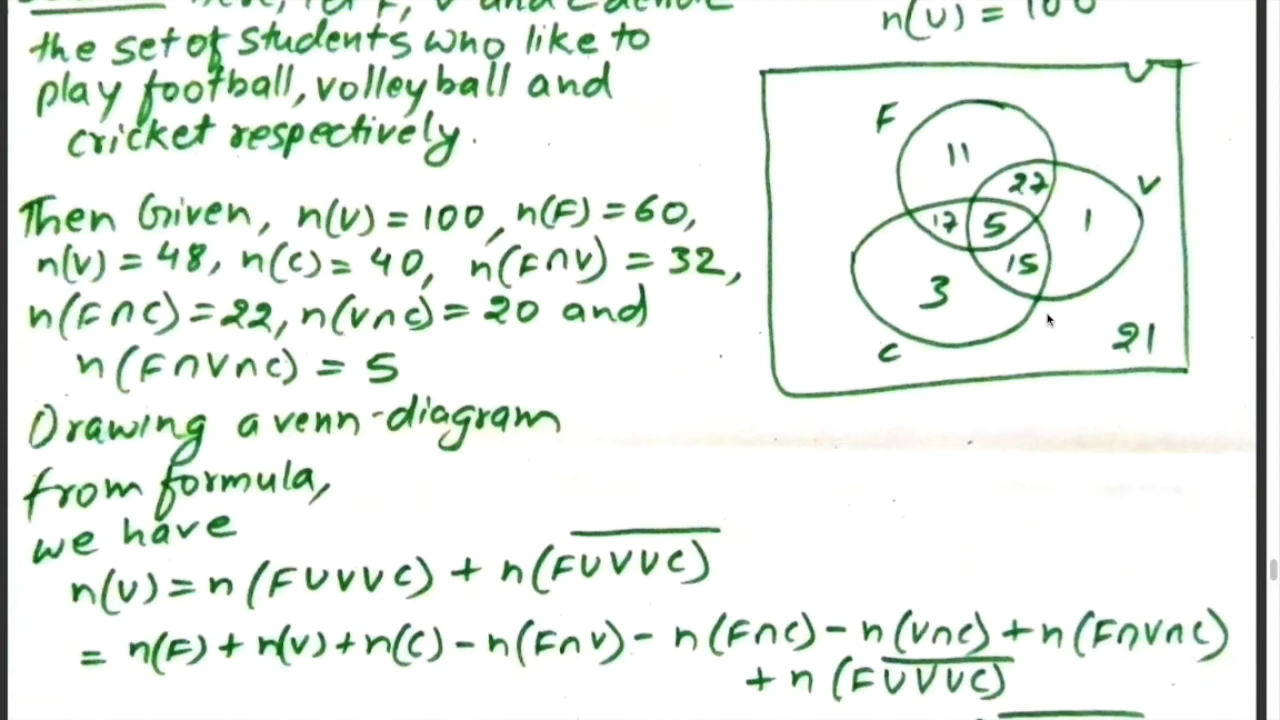 the set of students who like to
play football, volleyball and
cricket respectively.
Then Given, n(U) = 100, n(F) = 60,
n(V) = 48, n(C) = 40, n(F∩V) = 32,
n(F∩C) = 22, n(V∩C) = 20 and
n(F∩V∩C) = 5
Drawing a venn-diagram
from formula,
we have
n(U) = n(F∪V∪C) + n(F∪V∪C)
= n(F) + n(V) + n(C) - n(F∩V) - n(F∩C) - n(V∩C) + n(F∩V∩C)
+ n(F∪V∪C)
n(U) = 100
U
F
11
27
V
17
5
1
15
3
21
C